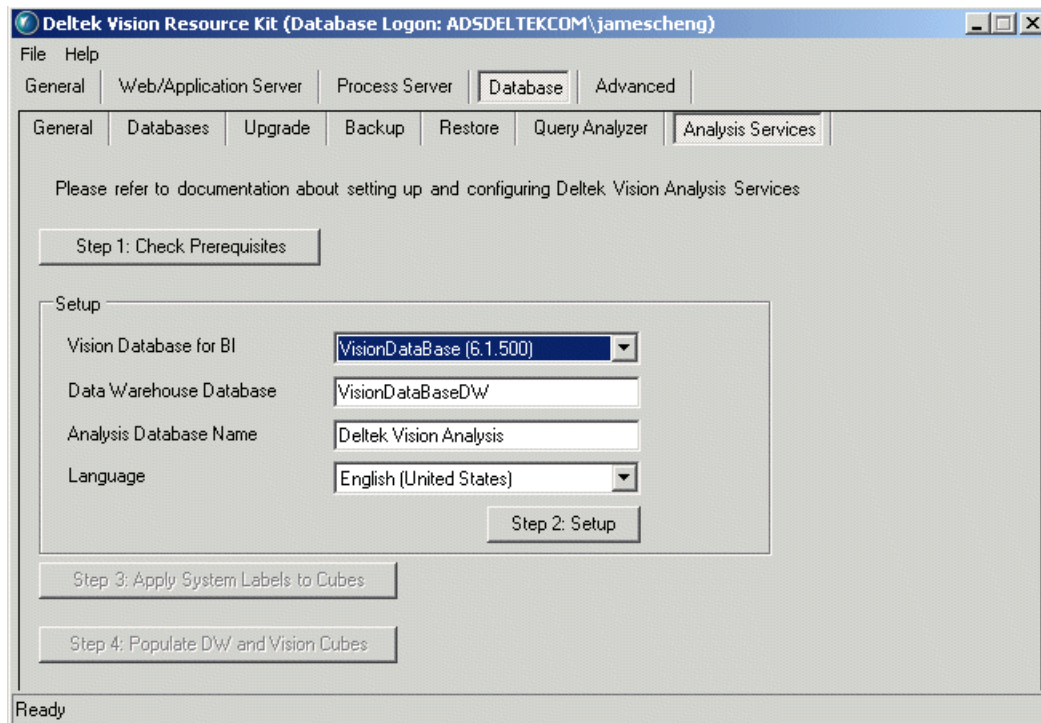 Deltek Vision Resource Kit (Database Logon: ADSDELTEKCOM\jamescheng)
File Help
General Web/Application Server Process Server Database Advanced
General Databases Upgrade Backup Restore Query Analyzer Analysis Services
Please refer to documentation about setting up and configuring Deltek Vision Analysis Services
Step 1: Check Prerequisites
Setup
Vision Database for BI VisionDataBase (6.1.500)
Data Warehouse Database VisionDataBaseDW
Analysis Database Name Deltek Vision Analysis
Language English (United States)
Step 2: Setup
Step 3: Apply System Labels to Cubes
Step 4: Populate DW and Vision Cubes
Ready